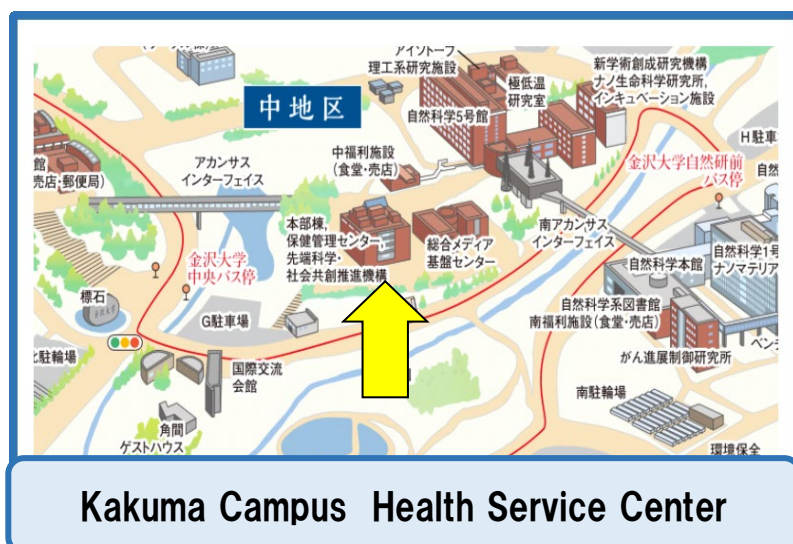 アイソトープ
理工系研究施設
極低温
研究室
新学術創成研究機構
ナノ生命科学研究所,
インキュベーション施設
中地区
自然科学5号館
H駐車
館
売店・郵便局)
アカンサス
インターフェイス
中福利施設
(食堂・売店)
金沢大学自然研前
バス停
自然
本部棟,
保健管理センター,
先端科学・
社会共創推進機構
総合メディア
基盤センター
南アカンサス
インターフェイス
金沢大学
中央バス停
自然科学本館
自然科学1号
ナンマテリア
標石
G駐車場
自然科学系図書館
南福利施設(食堂・売店)
ベン
がん進展制御研究所
北駐輪場
国際交流
会館
南駐輪場
角間
ゲストハウス
環境保全
Kakuma Campus Health Service Center